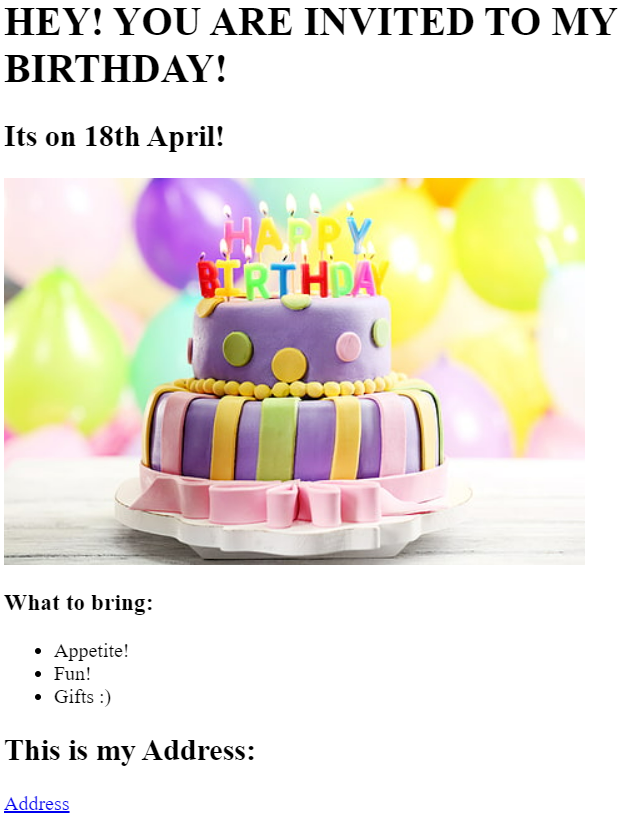 HEY! YOU ARE INVITED TO MY
BIRTHDAY!
Its on 18th April!
HAPPY
BIRTHDAY
What to bring:
Appetite!
Fun!
Gifts :)
This is my Address:
Address